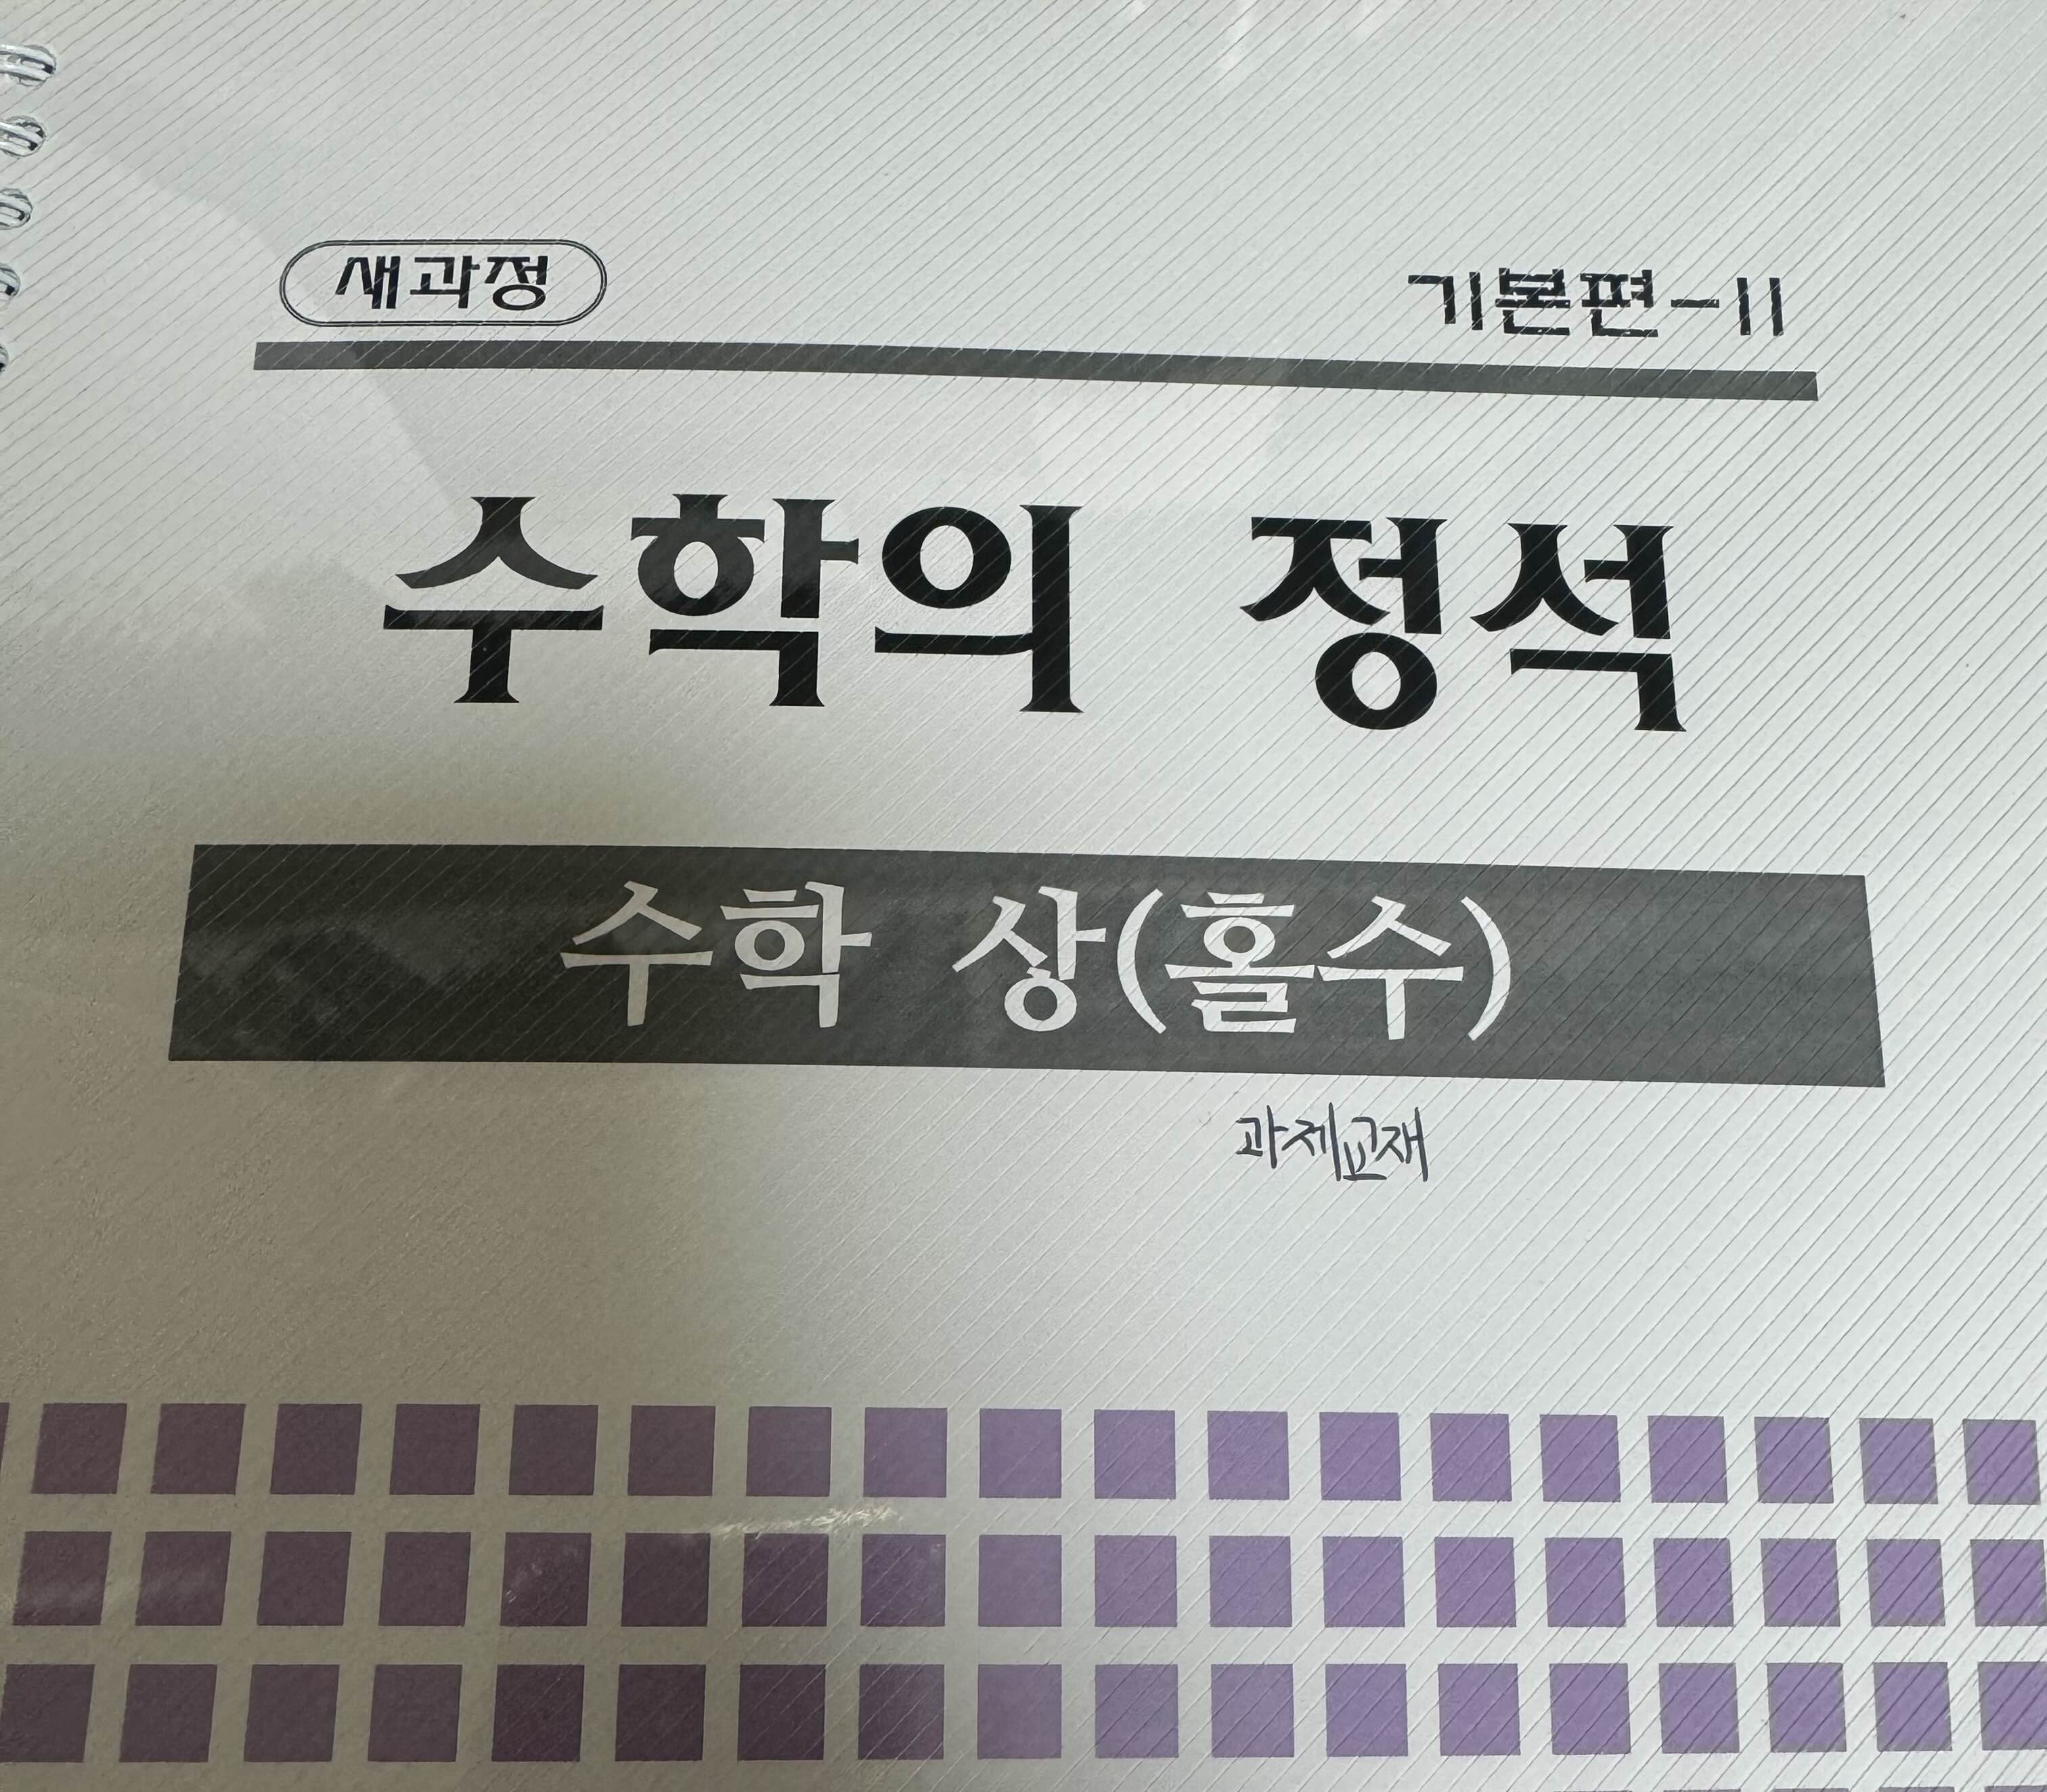 새과정
기본편-II
수학의 정석
수학 상(홀수)
과제교재